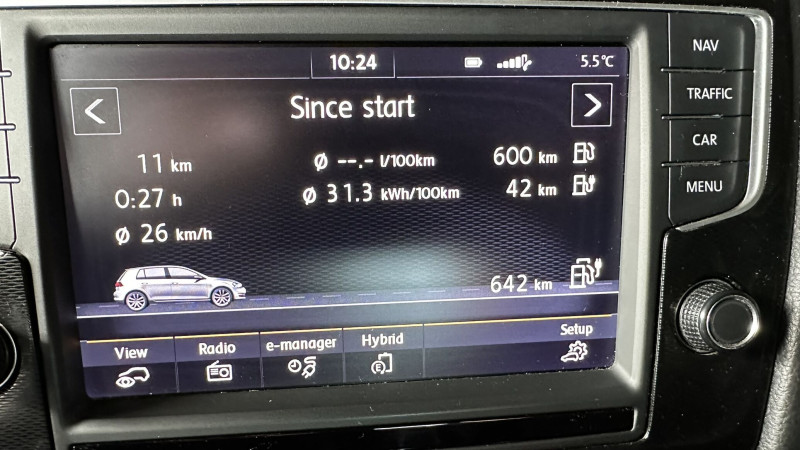 10:24 5.5°C
Since start
11 km ø --.- l/100km 600 km
0:27 h ø 31.3 kWh/100km 42 km
ø 26 km/h
642 km
View Radio e-manager Hybrid Setup
E
NAV
TRAFFIC
CAR
MENU